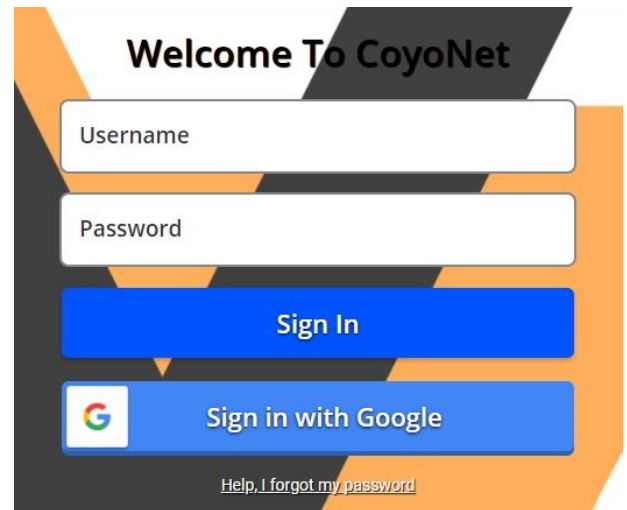 Welcome To CoyoNet
Username
Password
Sign In
Sign in with Google
Help, I forgot my password